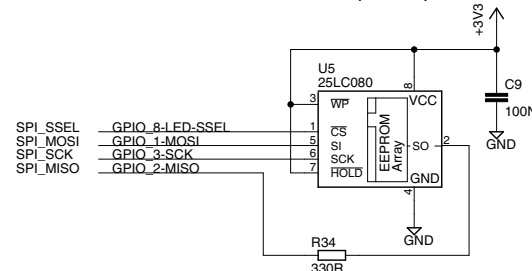 +3V3
U5
25LC080
C9
100N
3 WP
8 VCC
SPI_SSEL GPIO_8-LED-SSEL 1 CS
SPI_MOSI GPIO_1-MOSI 5 SI
SPI_SCK GPIO_3-SCK 6 SCK
SPI_MISO GPIO_2-MISO 7 HOLD
EEPROM
Array
SO 2
GND
4
GND
GND
R34
330R